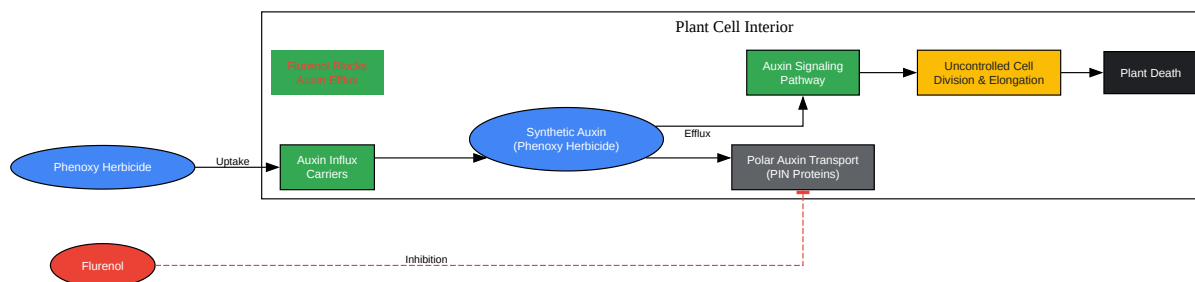 Plant Cell Interior
Flurenol Blocks
Auxin Efflux
Auxin Signaling
Pathway
Uncontrolled Cell
Division & Elongation
Plant Death
Synthetic Auxin
(Phenoxy Herbicide)
Efflux
Phenoxy Herbicide
Uptake
Auxin Influx
Carriers
Polar Auxin Transport
(PIN Proteins)
Flurenol
Inhibition